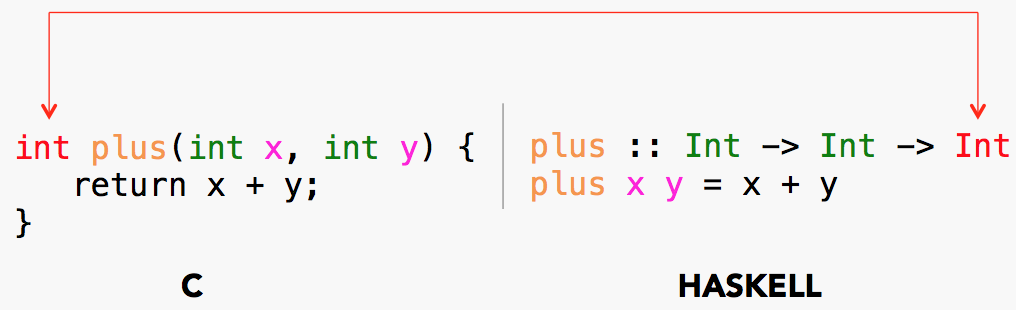 int plus(int x, int y) {
    return x + y;
}
C
plus :: Int -> Int -> Int
plus x y = x + y
HASKELL